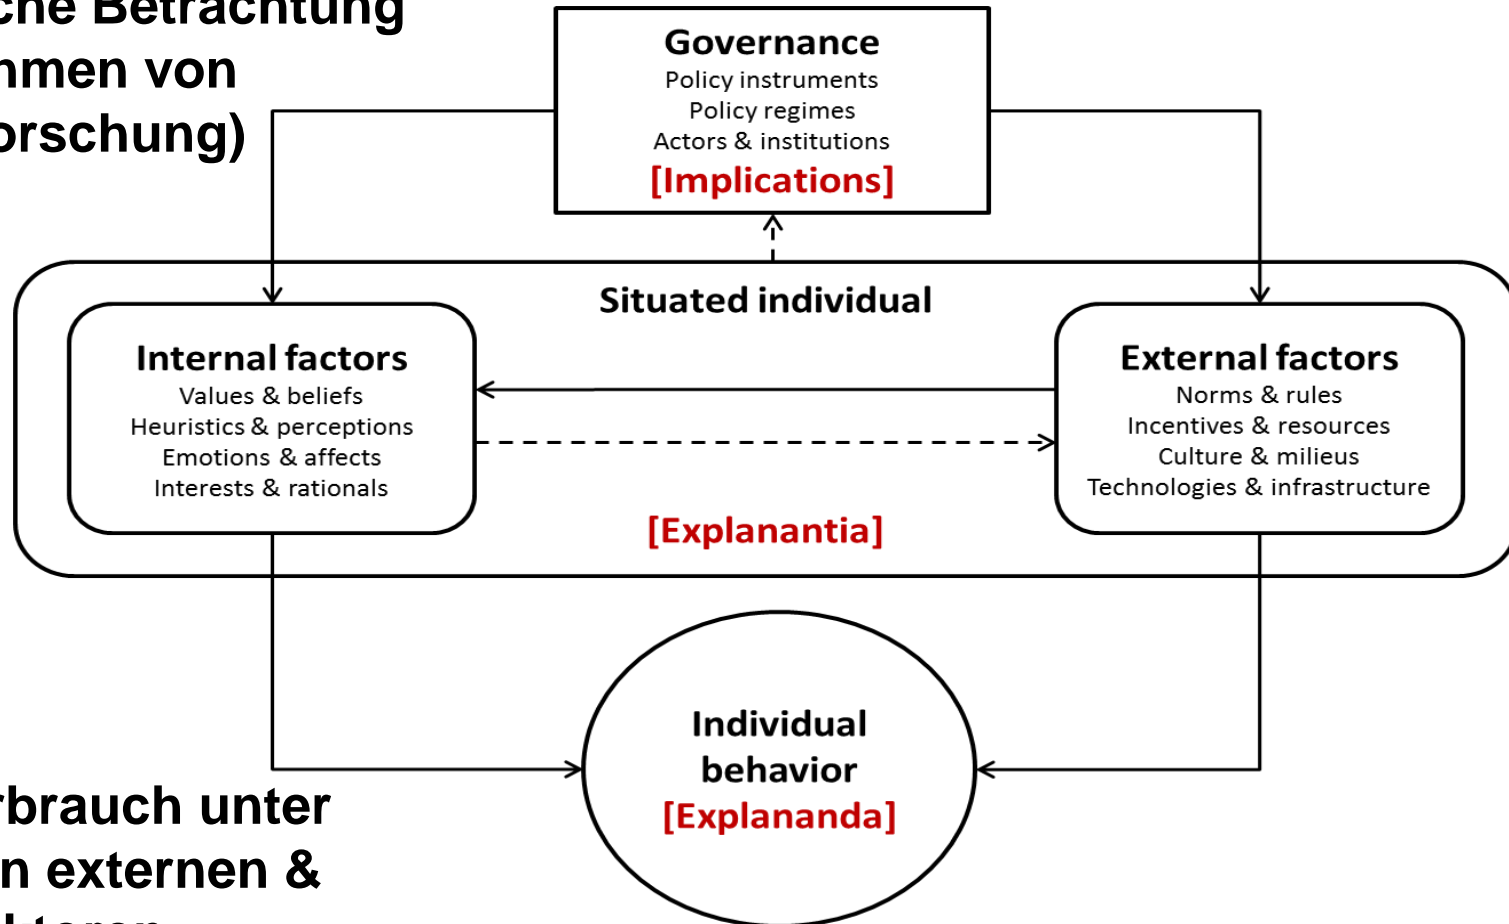 che Betrachtung
hmen von
orschung)
Governance
Policy instruments
Policy regimes
Actors & institutions
[Implications]
Situated individual
Internal factors
Values & beliefs
Heuristics & perceptions
Emotions & affects
Interests & rationals
External factors
Norms & rules
Incentives & resources
Culture & milieus
Technologies & infrastructure
[Explanantia]
Individual
behavior
[Explananda]
rbrauch unter
n externen &